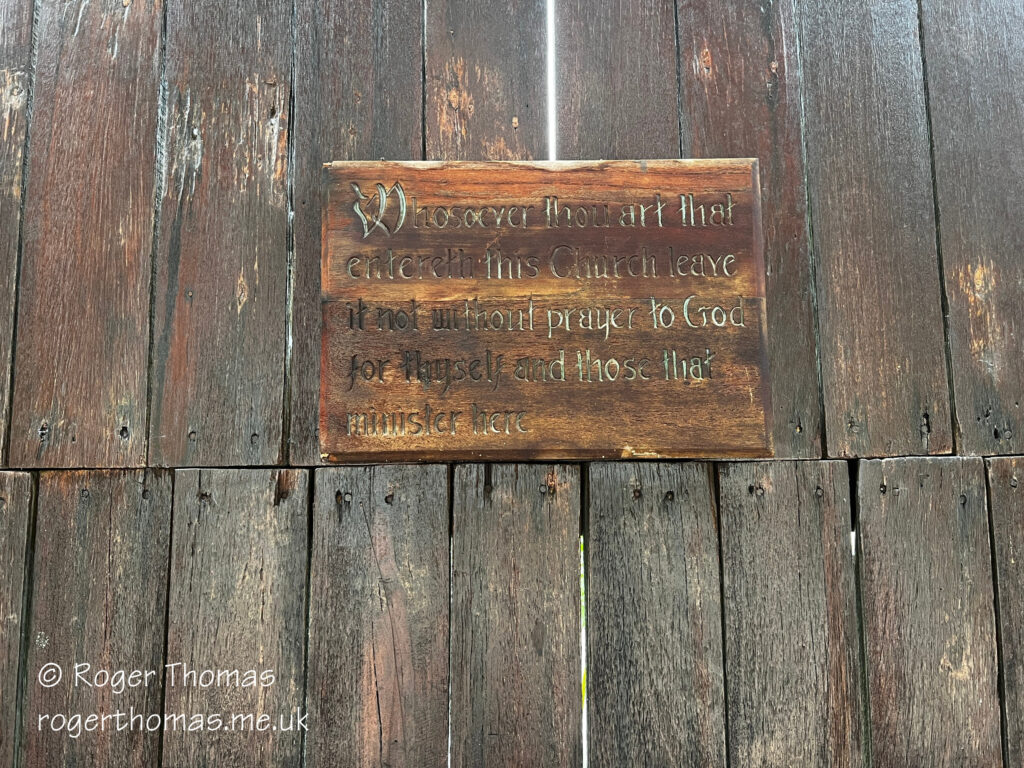 Whosoever thou art that
entereth this Church leave
it not without prayer to God
for thyself and those that
minister here
© Roger Thomas
rogerthomas.me.uk